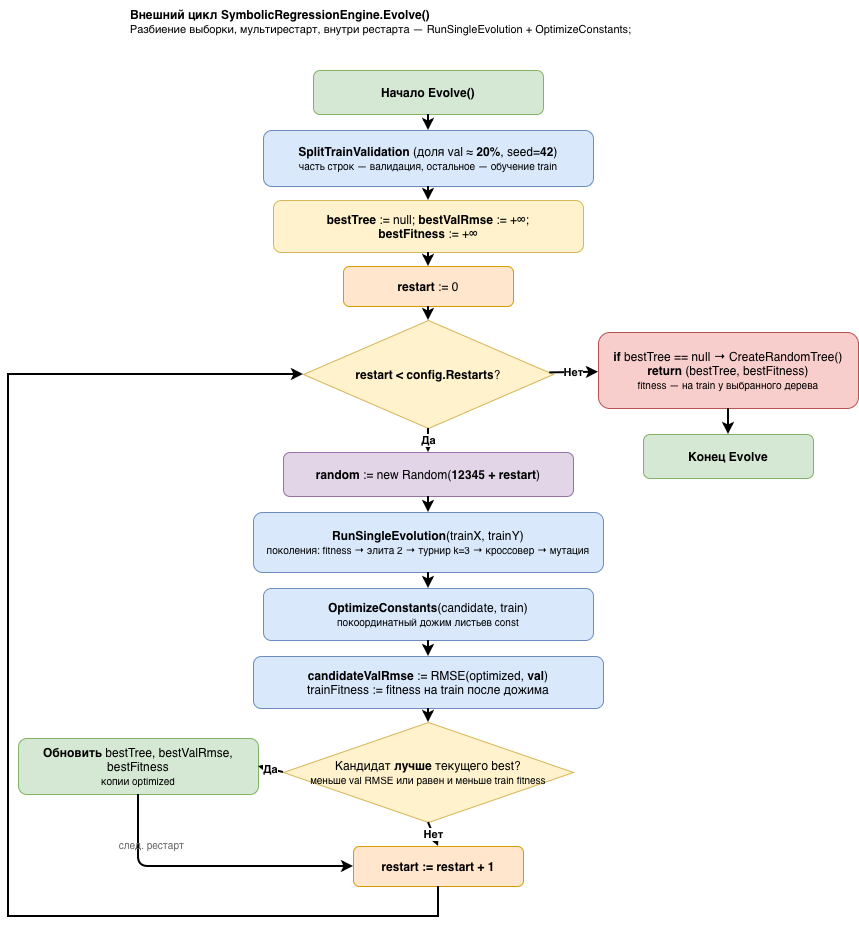 Внешний цикл SymbolicRegressionEngine.Evolve()
Разбиение выборки, мультирестарт, внутри рестарта — RunSingleEvolution + OptimizeConstants;
Начало Evolve()
SplitTrainValidation (доля val ≈ 20%, seed=42)
часть строк — валидация, остальное — обучение train
bestTree := null; bestValRmse := +∞;
bestFitness := +∞
restart := 0
restart < config.Restarts?
Нет
if bestTree == null → CreateRandomTree()
return (bestTree, bestFitness)
fitness — на train у выбранного дерева
Конец Evolve
Да
random := new Random(12345 + restart)
RunSingleEvolution(trainX, trainY)
поколения: fitness → элита 2 → турнир k=3 → кроссовер → мутация
OptimizeConstants(candidate, train)
покоординатный дожим листьев const
candidateValRmse := RMSE(optimized, val)
trainFitness := fitness на train после дожима
Кандидат лучше текущего best?
меньше val RMSE или равен и меньше train fitness
Да
Обновить bestTree, bestValRmse,
bestFitness
копии optimized
Нет
след. рестарт
restart := restart + 1